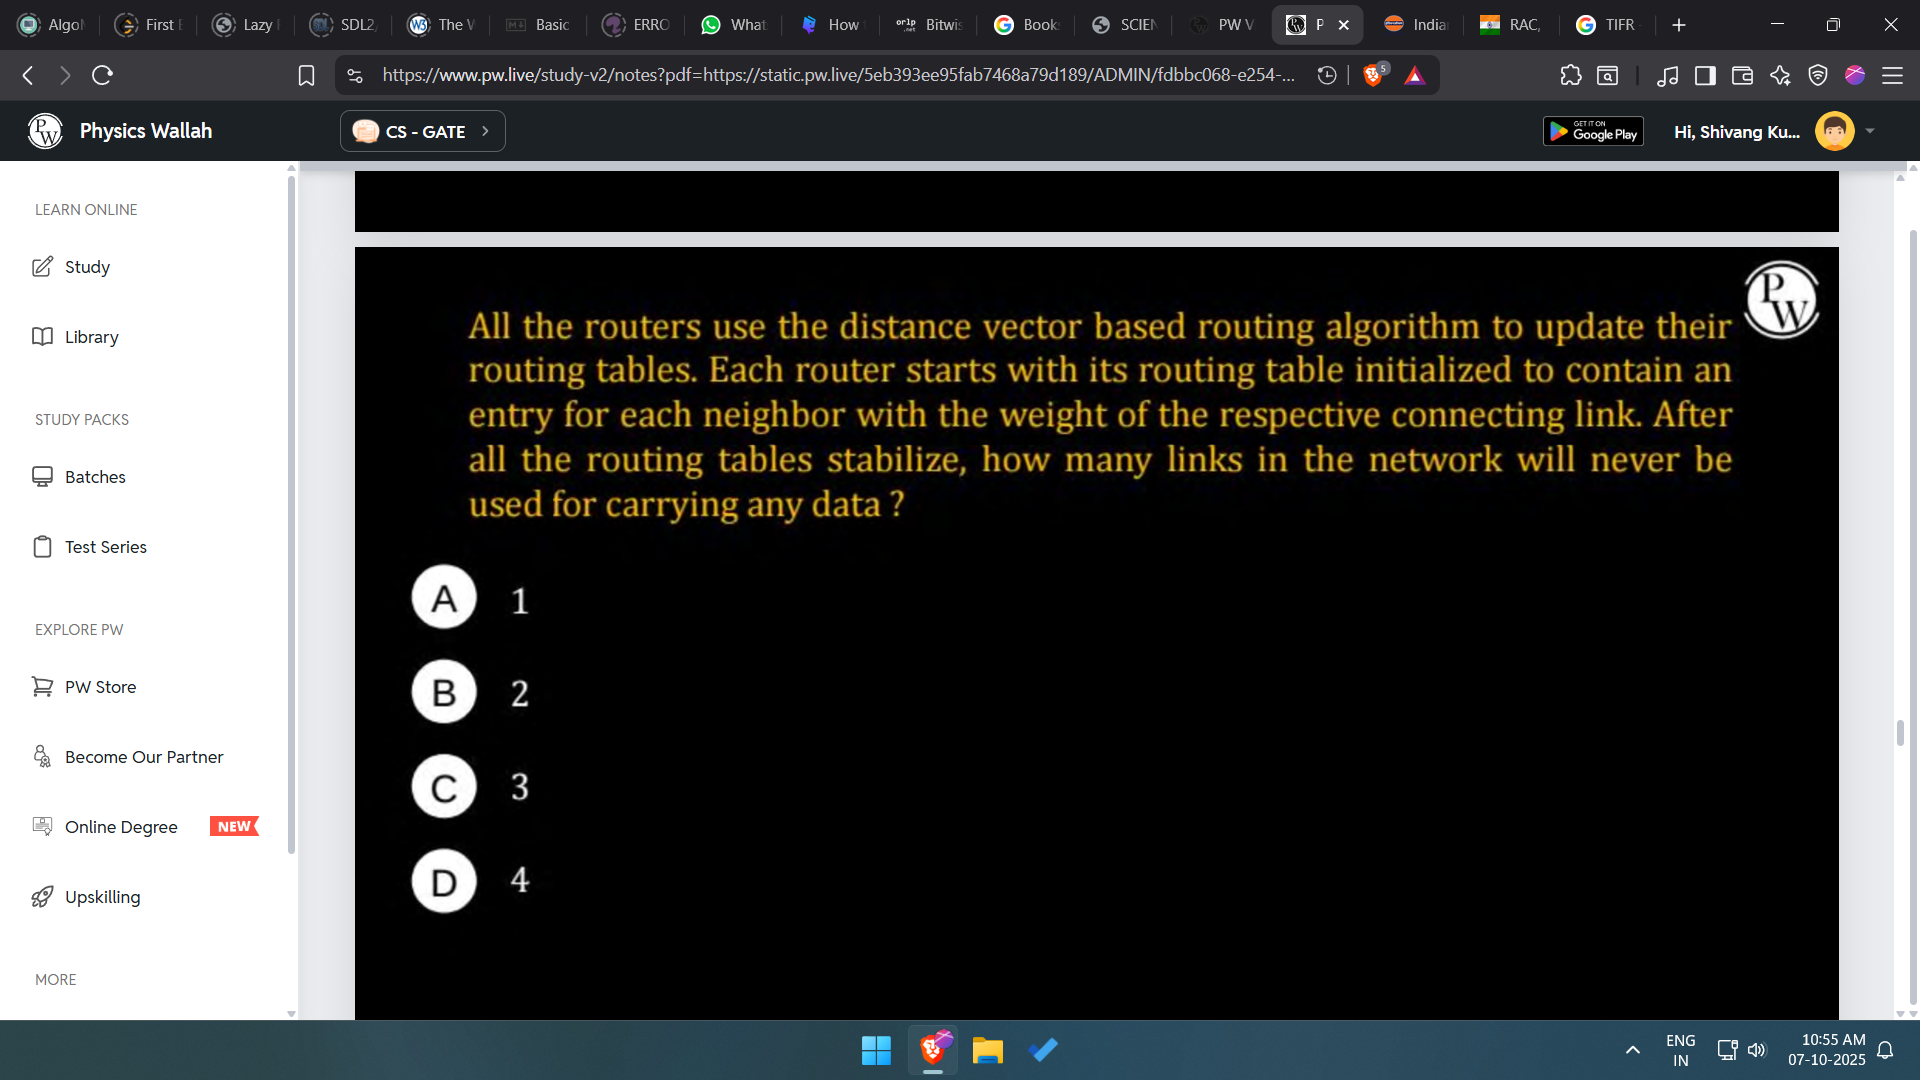 Algo
First
Lazy
SDL2
The
Basic
ERRO
What
How
Bitwis
Book
SCIEN
PW
P
India
RAC,
TIFR
https://www.pw.live/study-v2/notes?pdf=https://static.pw.live/5eb393ee95fab7468a79d189/ADMIN/fdbbc068-e254-...
5
Physics Wallah
CS - GATE
GET IT ON
Google Play
Hi, Shivang Ku...
LEARN ONLINE
Study
Library
STUDY PACKS
Batches
Test Series
EXPLORE PW
PW Store
Become Our Partner
Online Degree NEW
Upskilling
MORE
PW
All the routers use the distance vector based routing algorithm to update their
routing tables. Each router starts with its routing table initialized to contain an
entry for each neighbor with the weight of the respective connecting link. After
all the routing tables stabilize, how many links in the network will never be
used for carrying any data ?
A 1
B 2
C 3
D 4
ENG
IN
10:55 AM
07-10-2025